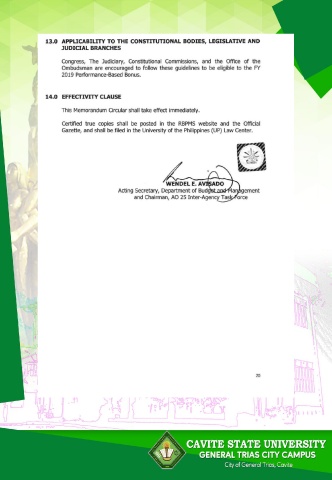 13.0 APPLICABILITY TO THE CONSTITUTIONAL BODIES, LEGISLATIVE AND
JUDICIAL BRANCHES
Congress, The Judiciary, Constitutional Commissions, and the Office of the
Ombudsman are encouraged to follow these guidelines to be eligible to the FY
2019 Performance-Based Bonus.
14.0 EFFECTIVITY CLAUSE
This Memorandum Circular shall take effect immediately.
Certified true copies shall be posted in the RBPMS website and the Official
Gazette, and shall be filed in the University of the Philippines (UP) Law Center.
WENDEL E. AVISADO
Acting Secretary, Department of Budget and Management
and Chairman, AO 25 Inter-Agency Task Force
CAVITE STATE UNIVERSITY
GENERAL TRIAS CITY CAMPUS
City of General Trias, Cavite